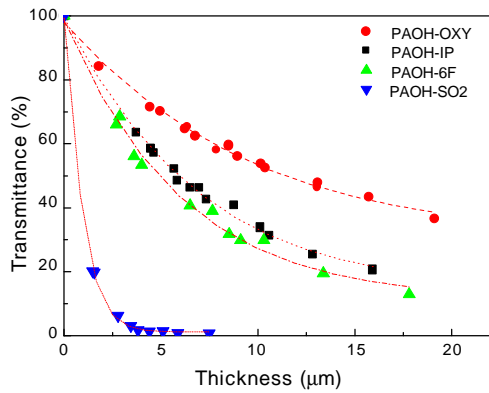 100
80
60
40
20
0
0
5
10
15
20
Transmittance (%)
Thickness (μm)
PAOH-OXY
PAOH-IP
PAOH-6F
PAOH-SO2